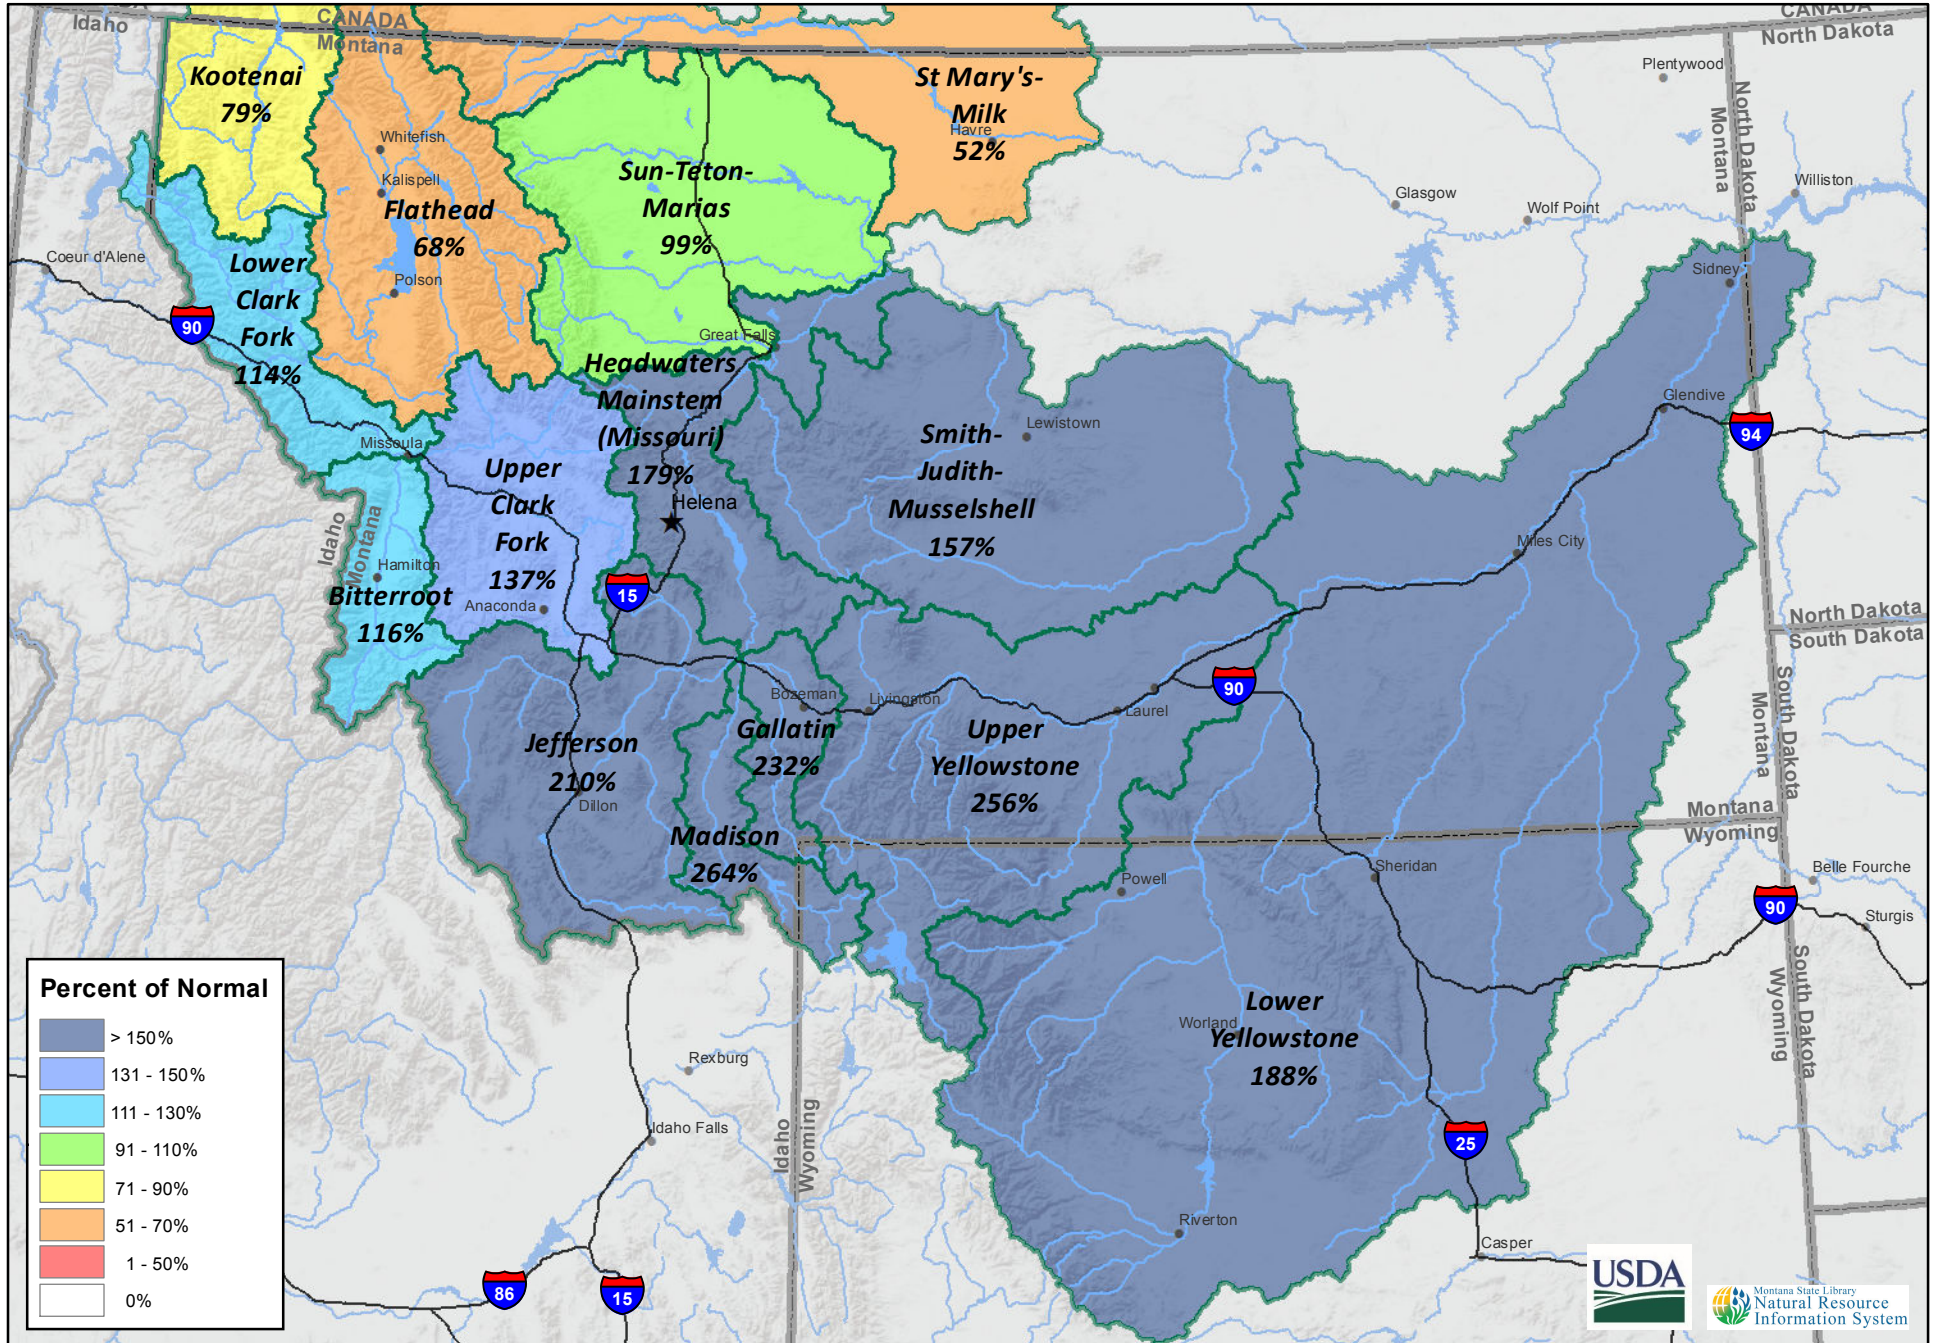 CANADA
Idaho
CANADA
Montana
CANADA
North Dakota
Kootenai
79%
St Mary's-
Milk
Havre
52%
Plentywood
North Dakota
Montana
Whitefish
Kalispell
Flathead
68%
Polson
Sun-Teton-
Marias
99%
Great Falls
Glasgow
Wolf Point
Williston
Coeur d'Alene
90
Lower
Clark
Fork
114%
Missoula
Sidney
Glendive
94
Headwaters
Mainstem
(Missouri)
179%
Helena
Smith-
Judith-
Musselshell
157%
Lewistown
Upper
Clark
Fork
137%
Anaconda
15
Idaho
Montana
Hamilton
Bitterroot
116%
Miles City
North Dakota
South Dakota
90
Bozeman
Livingston
Laurel
South Dakota
Montana
Jefferson
210%
Dillon
Gallatin
232%
Upper
Yellowstone
256%
Madison
264%
Montana
Wyoming
Powell
Sheridan
Belle Fourche
90
Sturgis
South Dakota
Wyoming
Lower
Worland
Yellowstone
188%
Rexburg
Idaho Falls
Idaho
Wyoming
25
Riverton
Casper
86
15
Percent of Normal
> 150%
131 - 150%
111 - 130%
91 - 110%
71 - 90%
51 - 70%
1 - 50%
0%
USDA
Montana State Library
Natural Resource
Information System